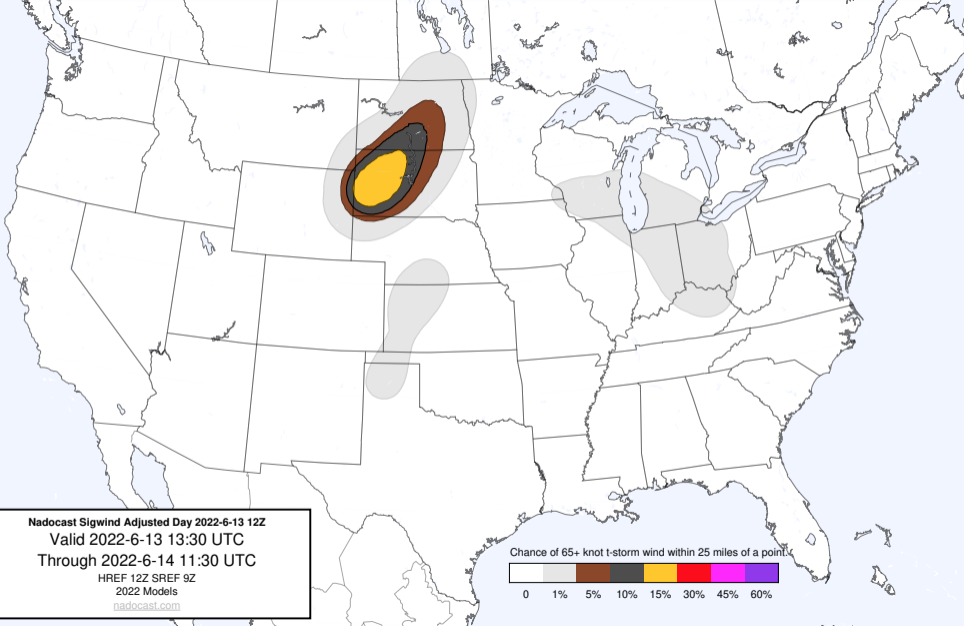 Nadocast Sigwind Adjusted Day 2022-6-13 12Z
Valid 2022-6-13 13:30 UTC
Through 2022-6-14 11:30 UTC
HREF 12Z SREF 9Z
2022 Models
nadocast.com
Chance of 65+ knot t-storm wind within 25 miles of a point.
0 1% 5% 10% 15% 30% 45% 60%